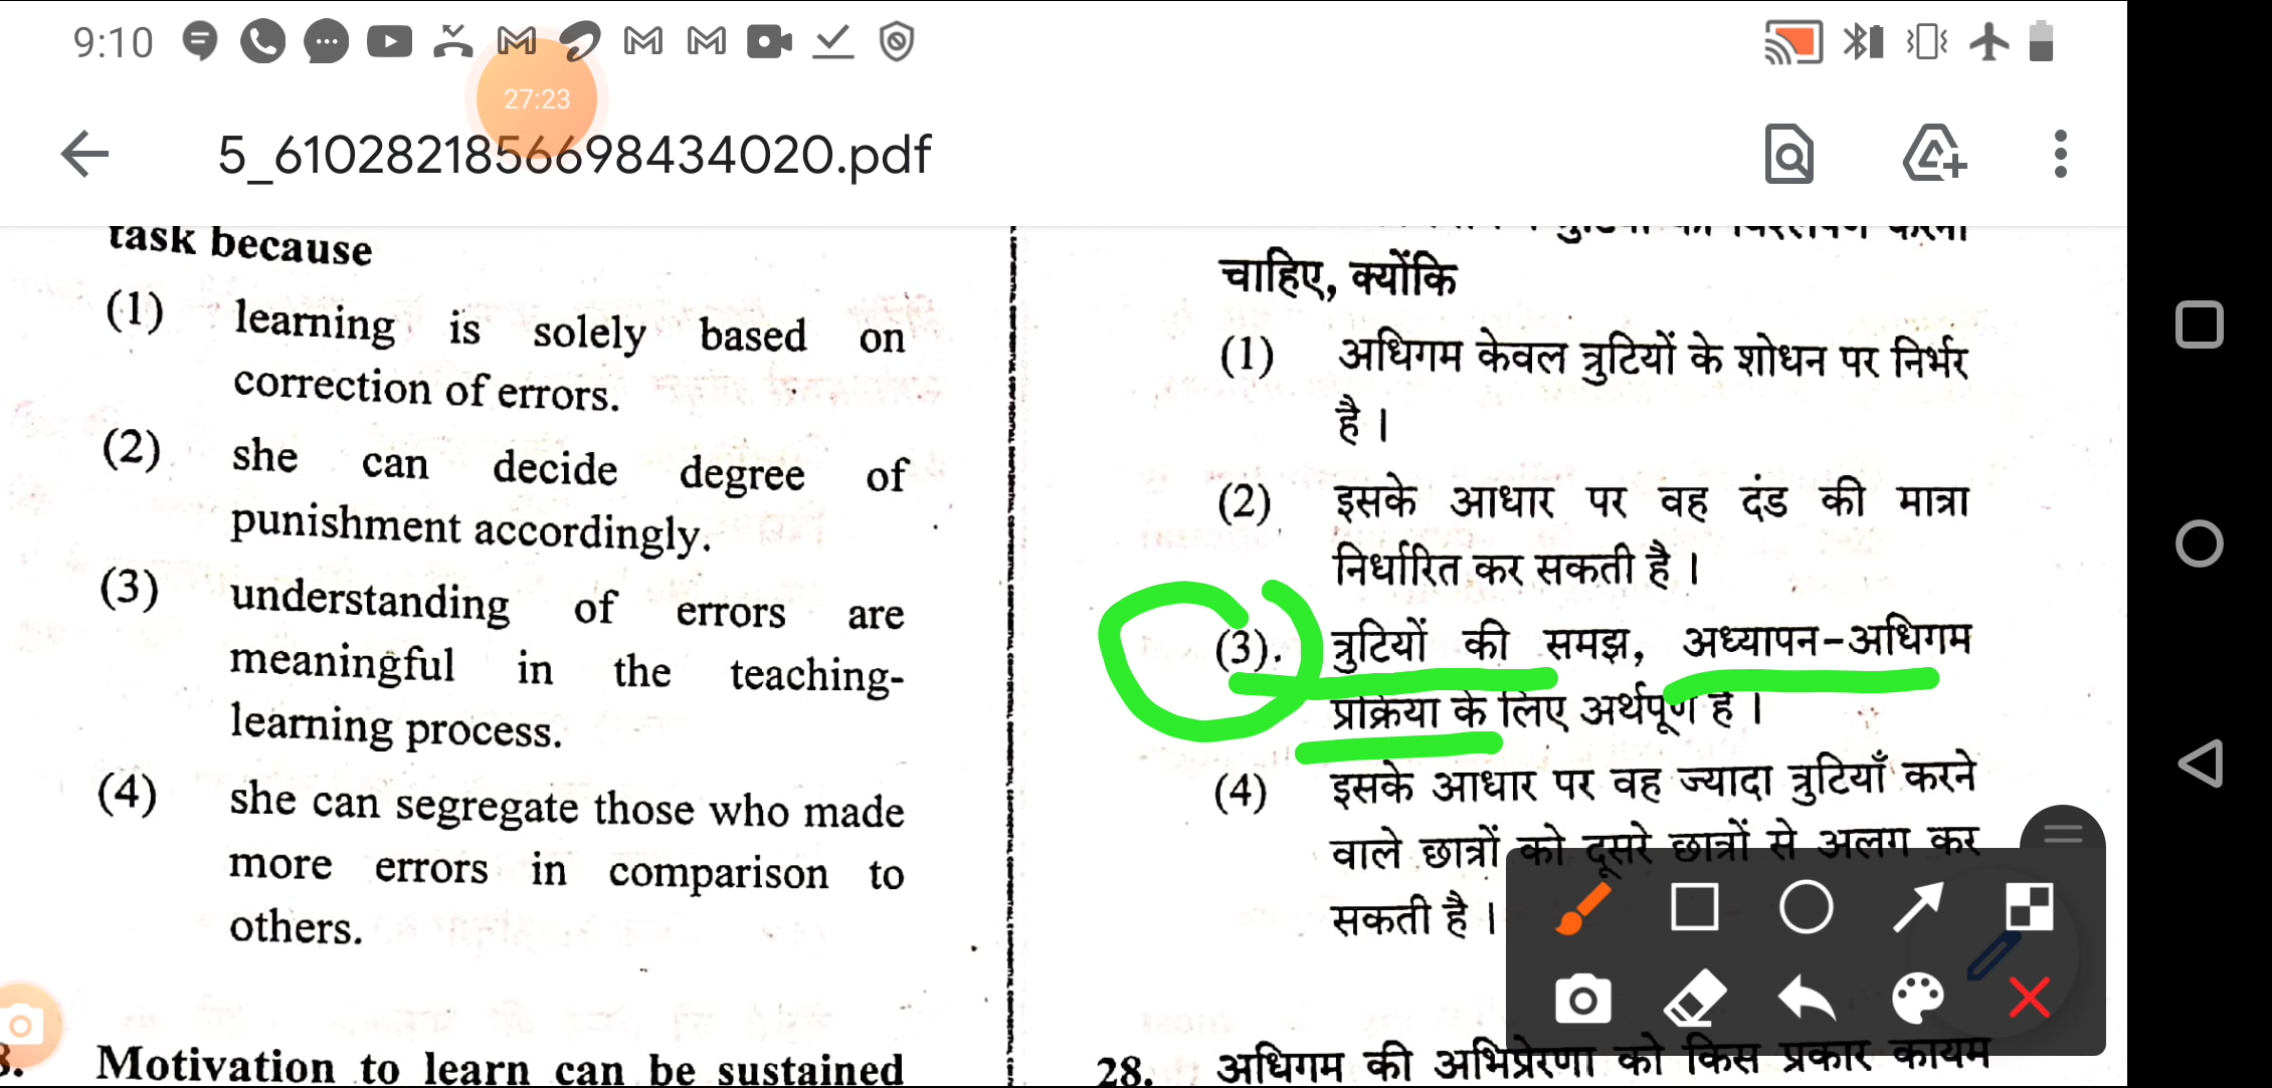 9:10
27:23
5_6102821856698434020.pdf
task because
(1) learning is solely based on
correction of errors.
(2) she can decide degree of
punishment accordingly.
(3) understanding of errors are
meaningful in the teaching-
learning process.
(4) she can segregate those who made
more errors in comparison to
others.
Motivation to learn can be sustained
चाहिए, क्योंकि
(1) अधिगम केवल त्रुटियों के शोधन पर निर्भर
है ।
(2) इसके आधार पर वह दंड की मात्रा
निर्धारित कर सकती है ।
(3). त्रुटियों की समझ, अध्यापन-अधिगम
प्रक्रिया के लिए अर्थपूर्ण है ।
(4) इसके आधार पर वह ज्यादा त्रुटियाँ करने
वाले छात्रों को दूसरे छात्रों से अलग कर
सकती है ।
28. अधिगम की अभिप्रेरणा को किस प्रकार कायम